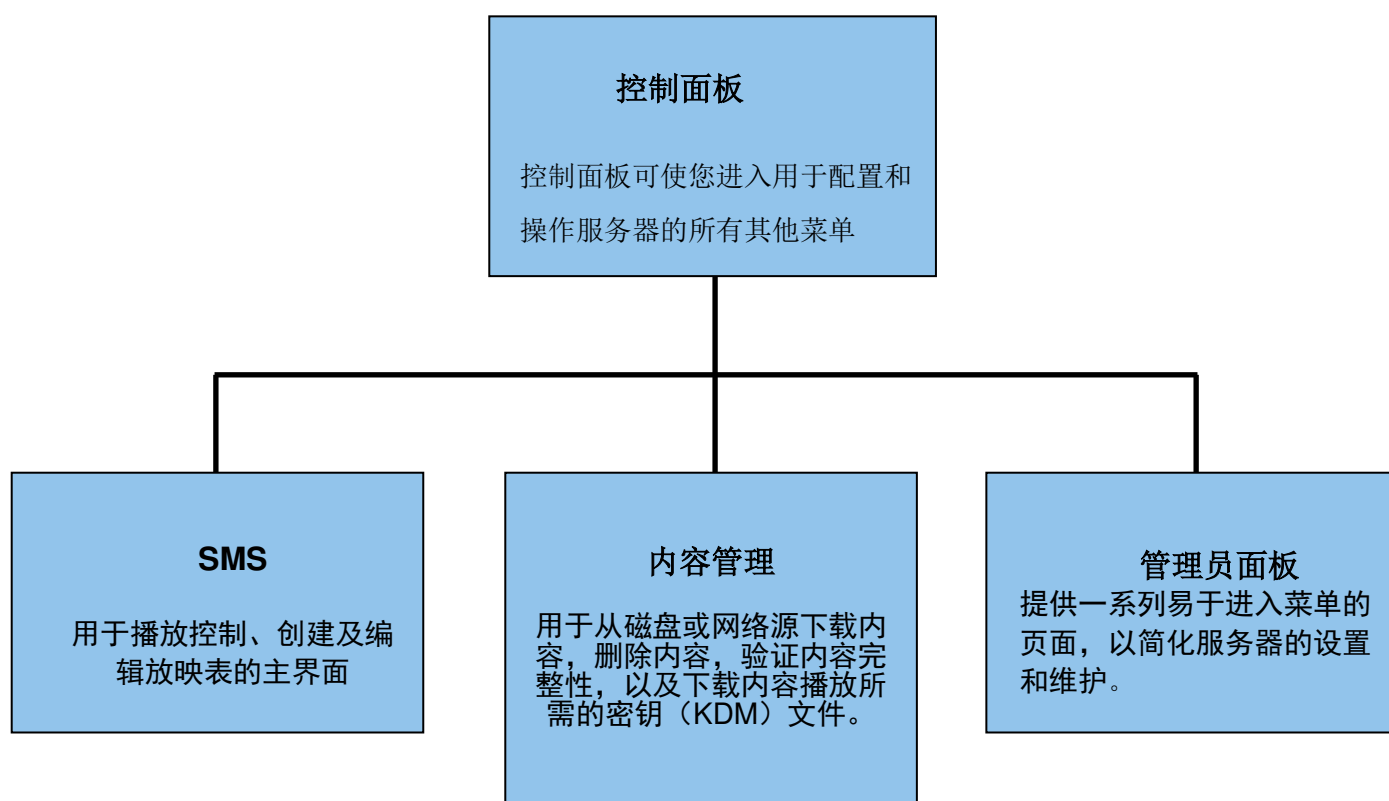 控制面板
控制面板可使您进入用于配置和
操作服务器的所有其他菜单
SMS
用于播放控制、创建及编
辑放映表的主界面
内容管理
用于从磁盘或网络源下载内
容，删除内容，验证内容完
整性，以及下载内容播放所
需的密钥（KDM）文件。
管理员面板
提供一系列易于进入菜单的
页面，以简化服务器的设置
和维护。